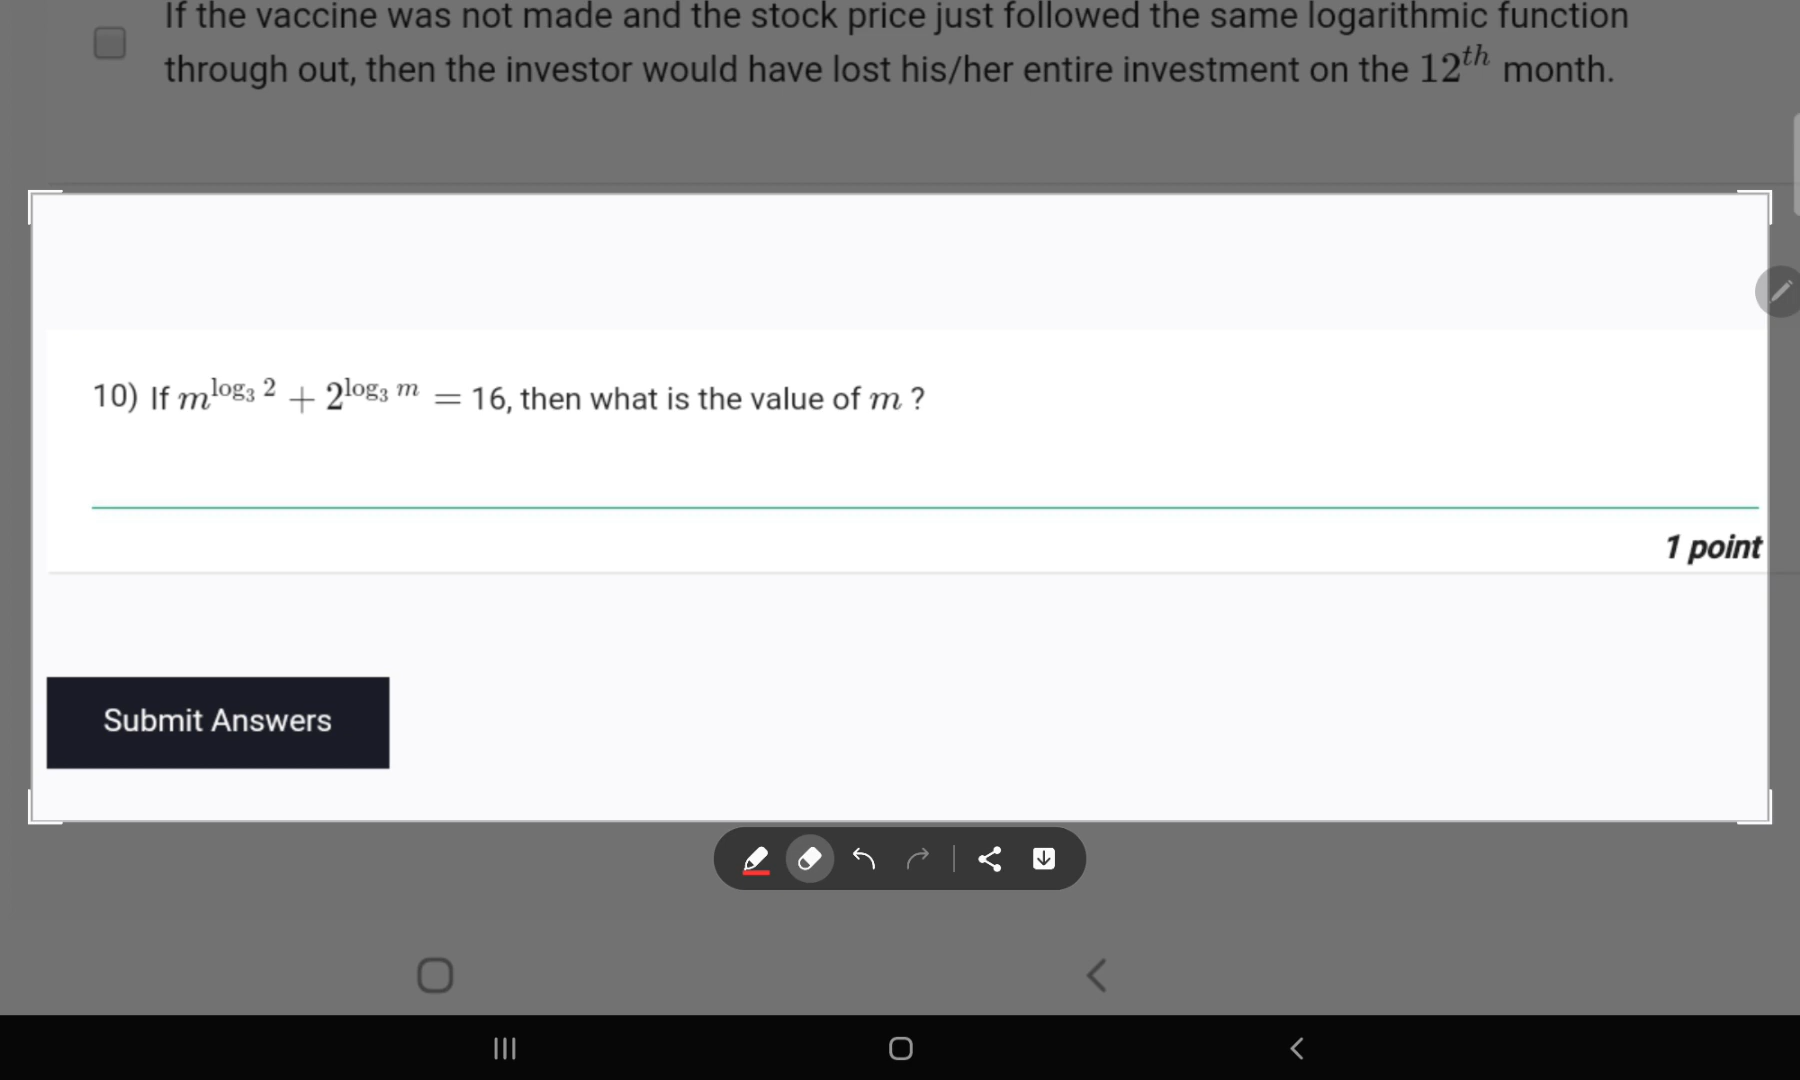 If the vaccine was not made and the stock price just followed the same logarithmic function
through out, then the investor would have lost his/her entire investment on the 12^{th} month.
10) If m^{log_3 2} + 2^{log_3 m} = 16, then what is the value of m ?
1 point
Submit Answers